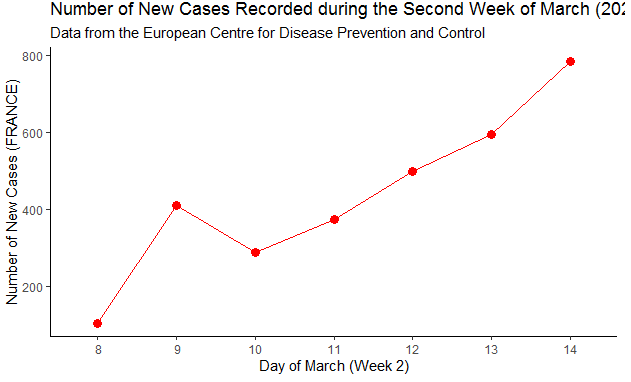 Number of New Cases Recorded during the Second Week of March (202
Data from the European Centre for Disease Prevention and Control
Number of New Cases (FRANCE)
800
600
400
200
8 9 10 11 12 13 14
Day of March (Week 2)